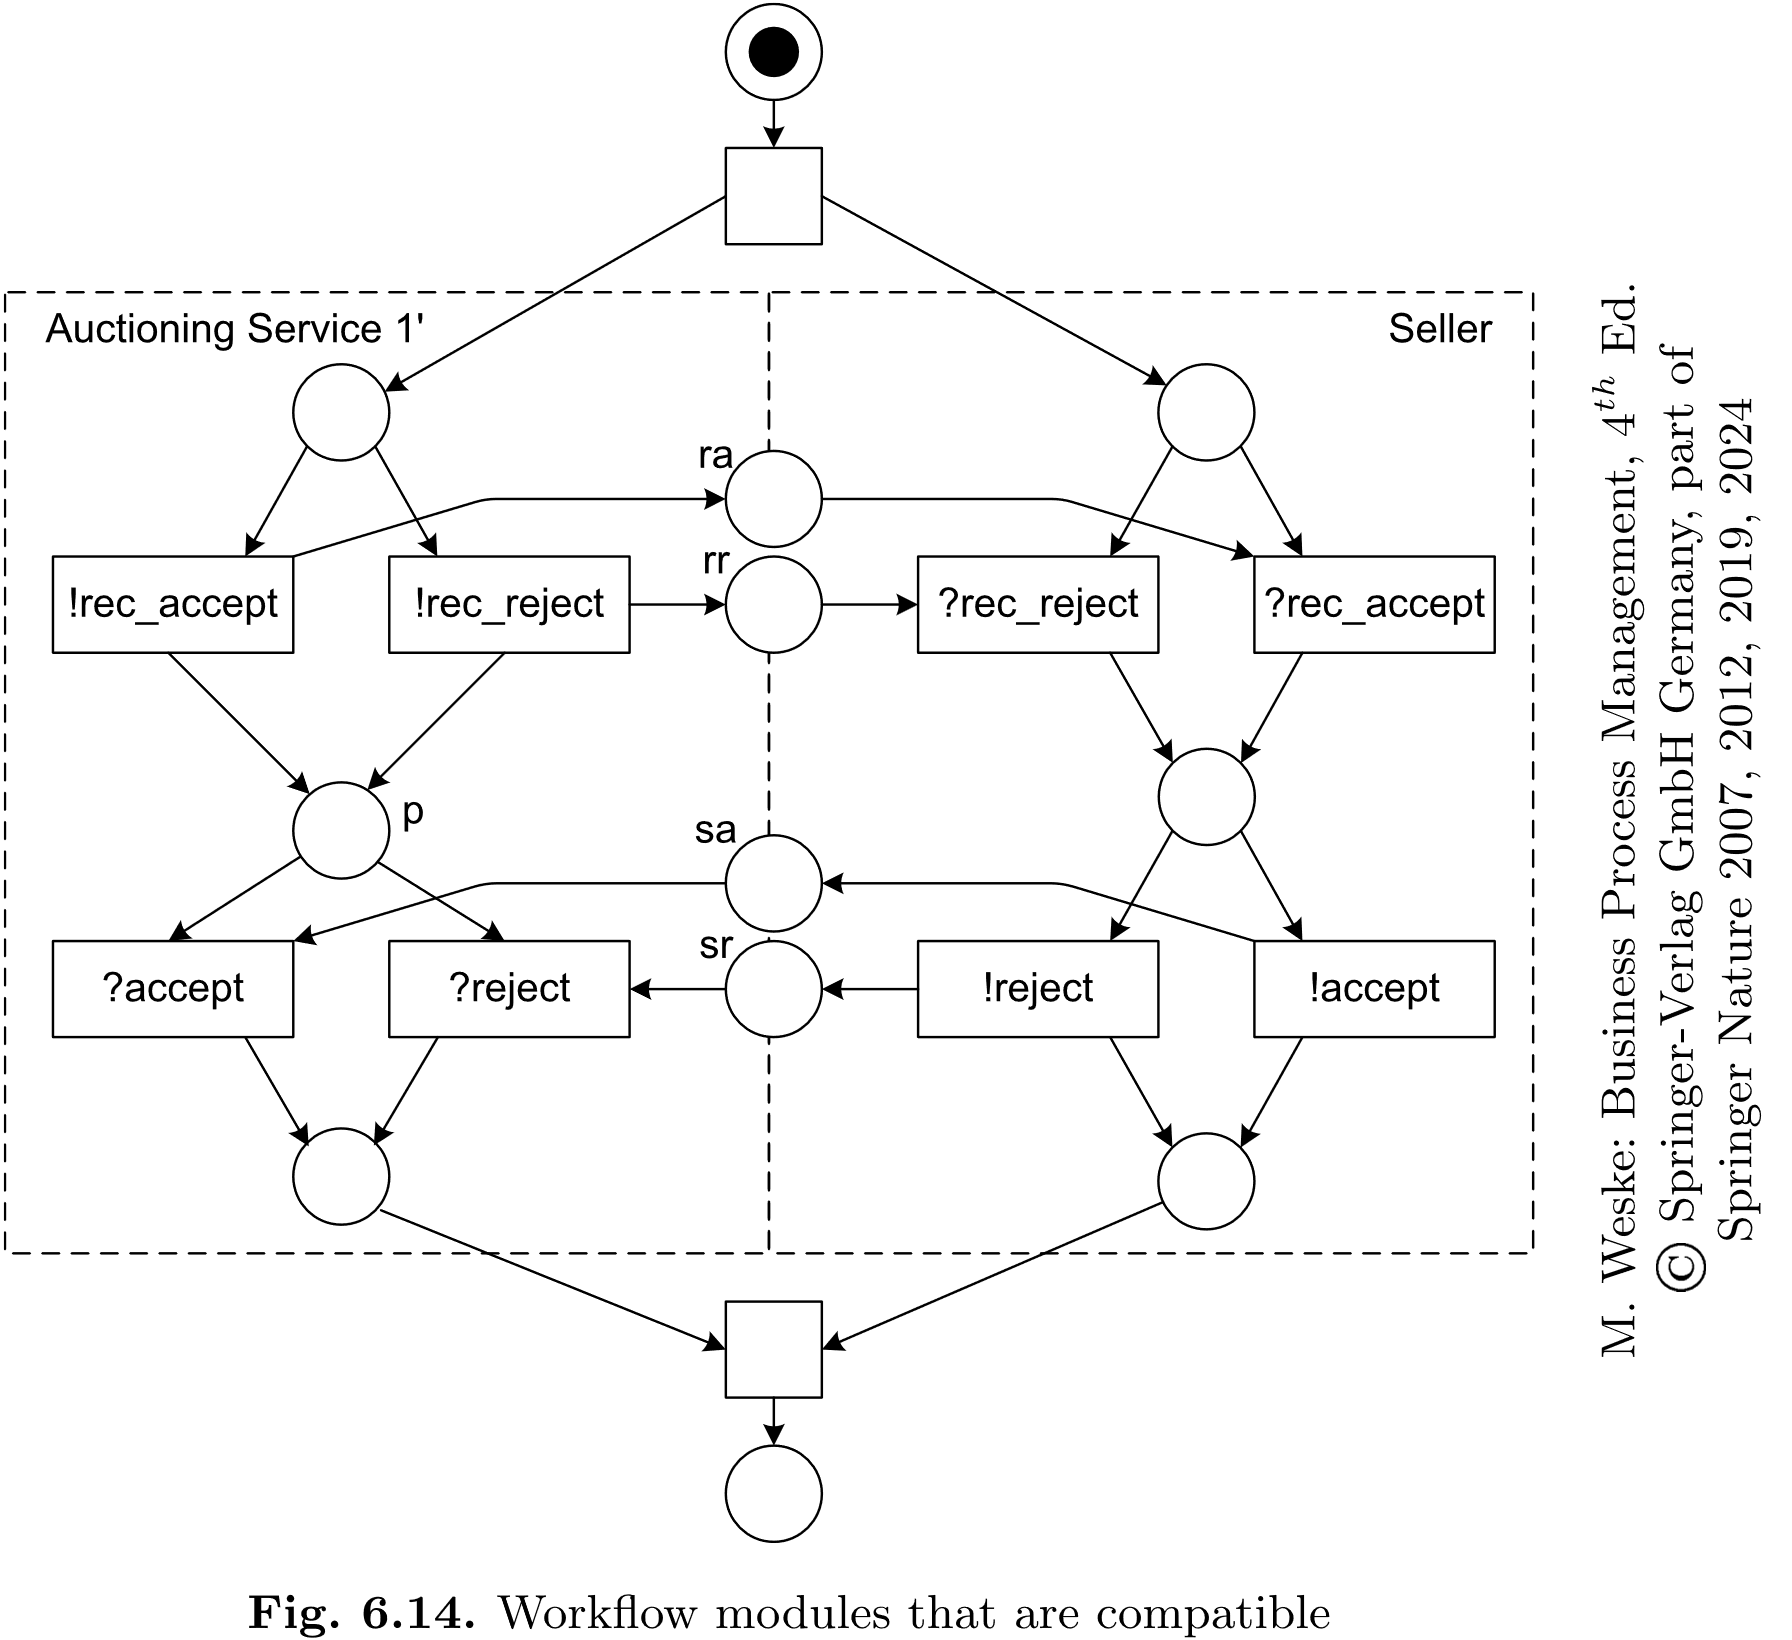 Auctioning Service 1'
Seller
ra
rr
!rec_accept
!rec_reject
?rec_reject
?rec_accept
p
sa
sr
?accept
?reject
!reject
!accept
Fig. 6.14. Workflow modules that are compatible
M. Weske: Business Process Management, 4th Ed.
© Springer-Verlag GmbH Germany, part of
Springer Nature 2007, 2012, 2019, 2024